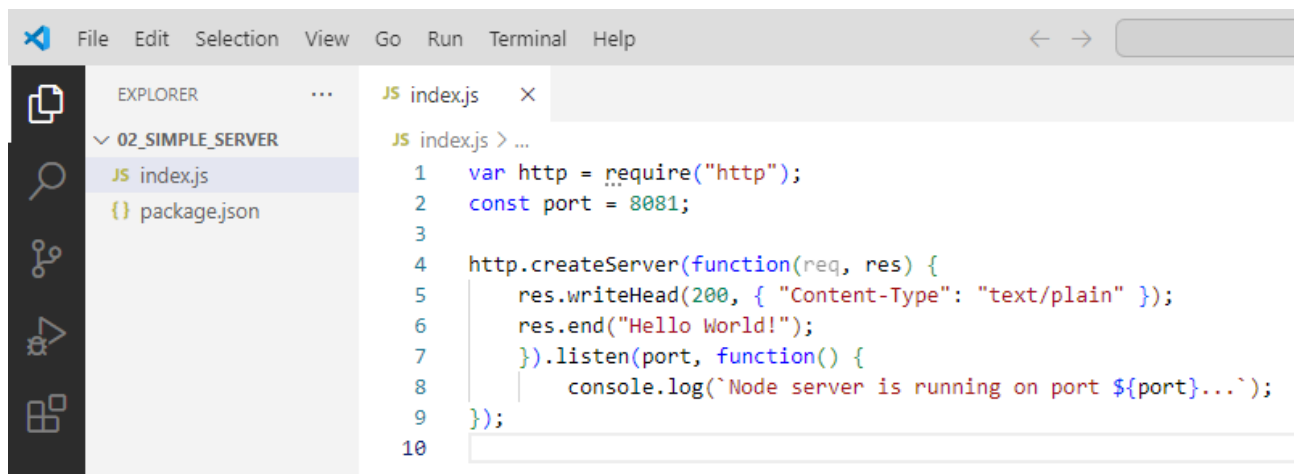 File Edit Selection View Go Run Terminal Help
EXPLORER ...
02_SIMPLE_SERVER
JS index.js
{} package.json
JS index.js
JS index.js > ...
1 var http = require("http");
2 const port = 8081;
3
4 http.createServer(function(req, res) {
5     res.writeHead(200, { "Content-Type": "text/plain" });
6     res.end("Hello World!");
7     }).listen(port, function() {
8         console.log(`Node server is running on port ${port}...`);
9 });
10